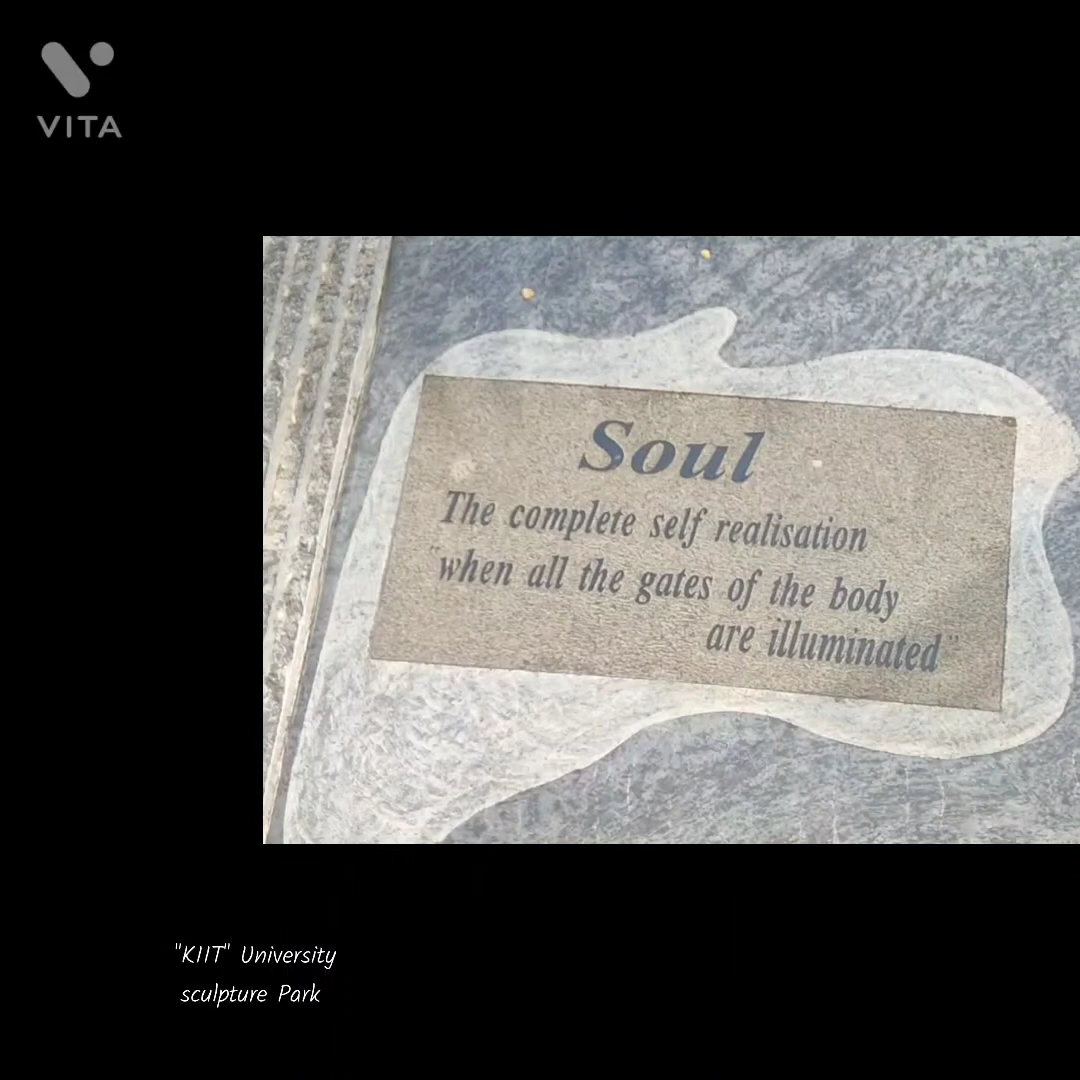 VITA
Soul
The complete self realisation
"when all the gates of the body
are illuminated"
"KIIT" University
sculpture Park